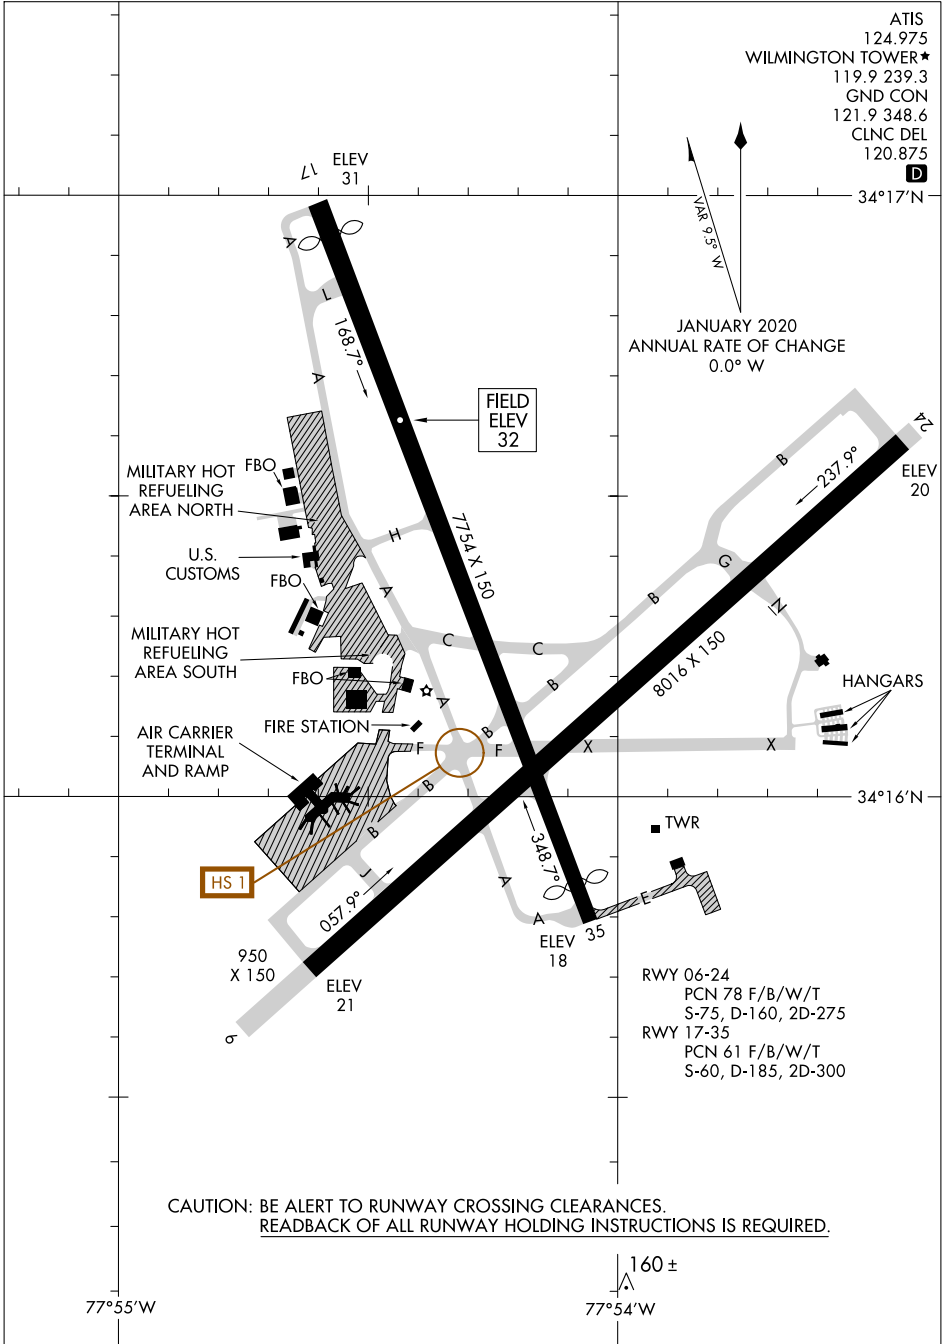 ATIS
124.975
WILMINGTON TOWER★
119.9 239.3
GND CON
121.9 348.6
CLNC DEL
120.875
D
17
ELEV
31
34°17'N
A
L
VAR 9.5° W
168.7°
A
JANUARY 2020
ANNUAL RATE OF CHANGE
0.0° W
FIELD
ELEV
32
24
B
237.9°
ELEV
20
MILITARY HOT
REFUELING
AREA NORTH
FBO
H
7754 X 150
U.S.
CUSTOMS
FBO
A
G
B
N
MILITARY HOT
REFUELING
AREA SOUTH
C
C
FBO
B
8016 X 150
HANGARS
A
FIRE STATION
B
AIR CARRIER
TERMINAL
AND RAMP
F
F
X
X
B
34°16'N
B
TWR
348.7°
HS 1
J
A
E
057.9°
A
35
ELEV
18
950
X 150
ELEV
21
6
RWY 06-24
PCN 78 F/B/W/T
S-75, D-160, 2D-275
RWY 17-35
PCN 61 F/B/W/T
S-60, D-185, 2D-300
CAUTION: BE ALERT TO RUNWAY CROSSING CLEARANCES.
READBACK OF ALL RUNWAY HOLDING INSTRUCTIONS IS REQUIRED.
160 ±
77°55'W
77°54'W